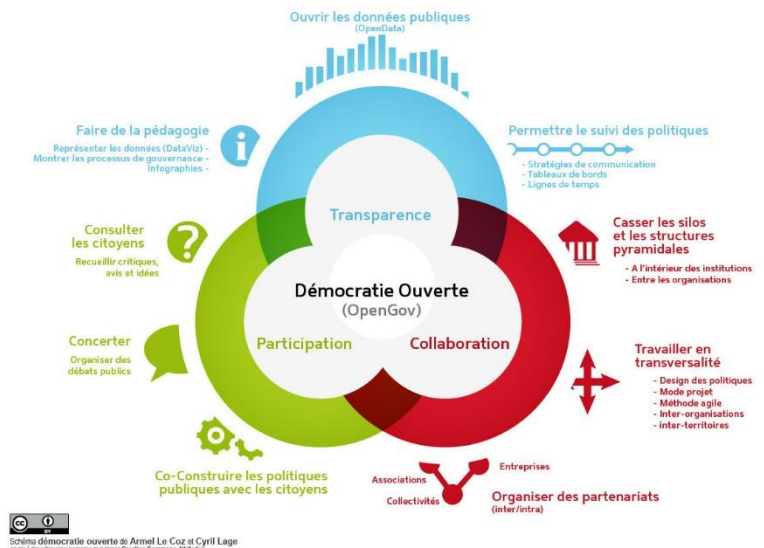 Ouvrir les données publiques
(OpenData)
Faire de la pédagogie
Représenter les données (DataViz) -
Montrer les processus de gouvernance -
Infographies -
Permettre le suivi des politiques
- Stratégies de communication
- Tableaux de bords
- Lignes de temps
Transparence
Consulter
les citoyens
Recueillir critiques,
avis et idées
Casser les silos
et les structures
pyramidales
- A l'intérieur des institutions
- Entre les organisations
Démocratie Ouverte
(OpenGov)
Participation
Collaboration
Concerter
Organiser des
débats publics
Travailler en
transversalité
- Design des politiques
- Mode projet
- Méthode agile
- Inter-organisations
- inter-territoires
Co-Construire les politiques
publiques avec les citoyens
Associations
Entreprises
Collectivités
Organiser des partenariats
(inter/intra)
cc
BY
Schéma démocratie ouverte de Armel Le Coz et Cyril Lage